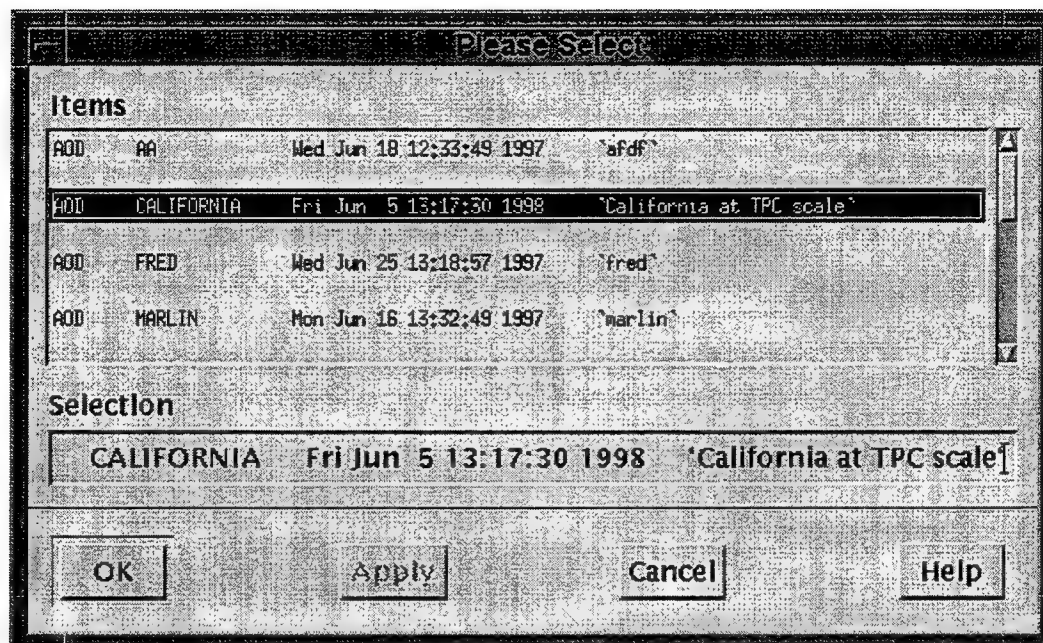 Please Select
Items
AOD AA Wed Jun 18 12:33:49 1997 `afdf`
AOD CALIFORNIA Fri Jun 5 13:17:30 1998 `California at TPC scale`
AOD FRED Wed Jun 25 13:18:57 1997 `fred`
AOD MARLIN Mon Jun 16 13:32:49 1997 `marlin`
Selection
CALIFORNIA Fri Jun 5 13:17:30 1998 `California at TPC scale`
OK Apply Cancel Help